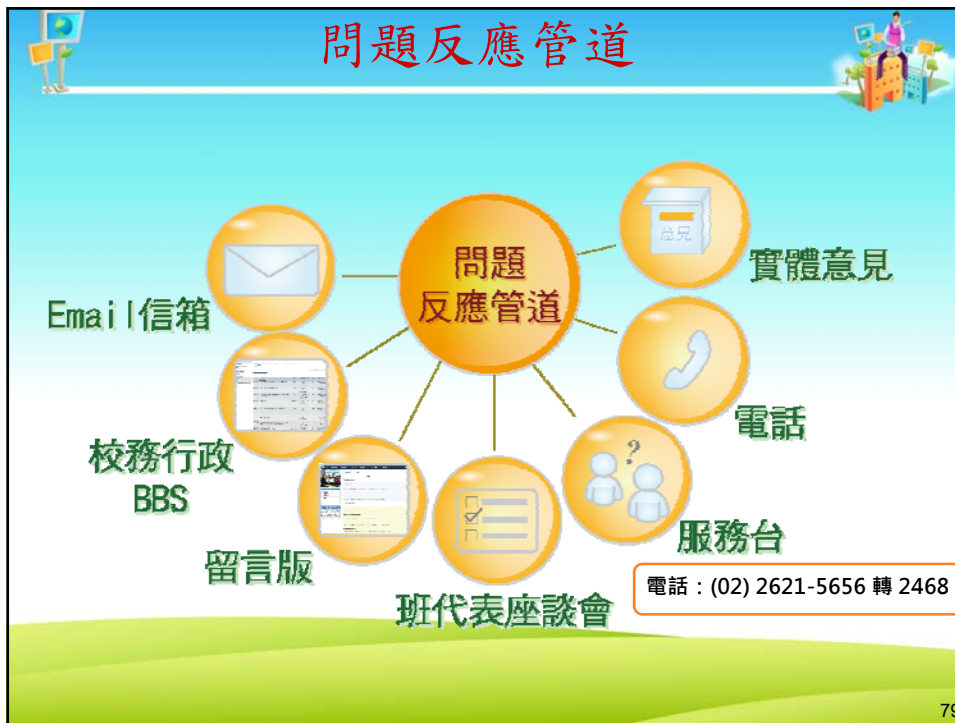 問題反應管道
問題
反應管道
意見
實體意見
Email信箱
電話
校務行政
BBS
服務台
?
留言版
班代表座談會
電話：(02) 2621-5656 轉 2468
79